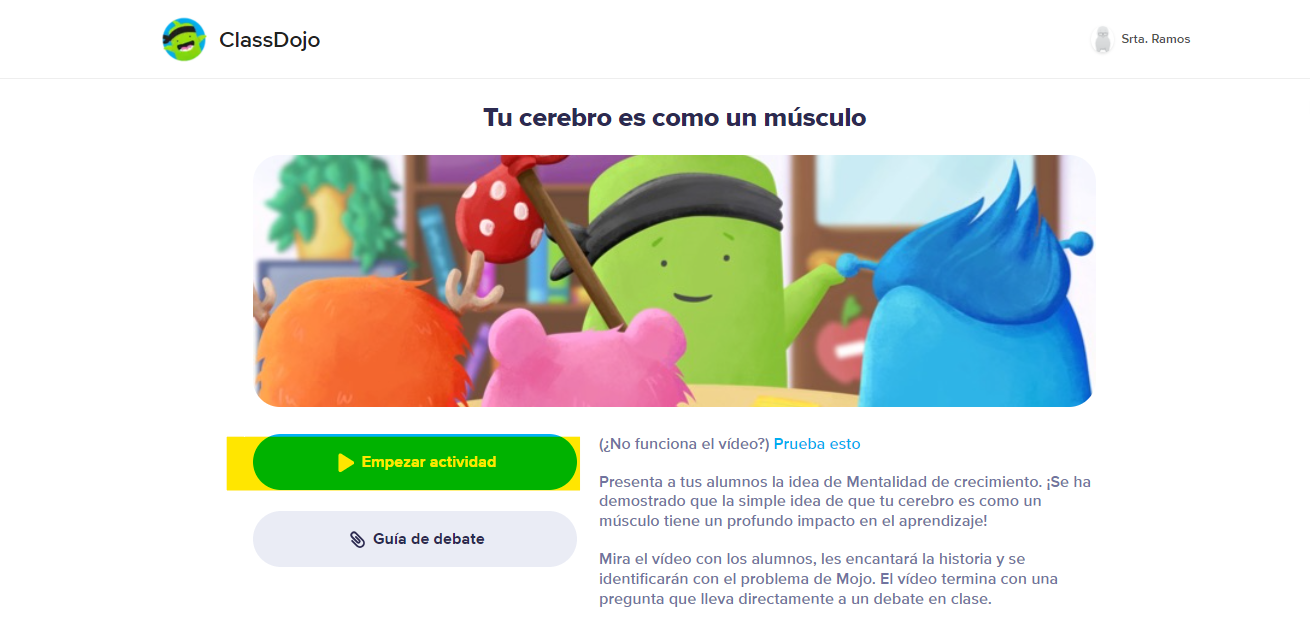 ClassDojo
Srta. Ramos
Tu cerebro es como un músculo
Empezar actividad
Guía de debate
(¿No funciona el vídeo?) Prueba esto
Presenta a tus alumnos la idea de Mentalidad de crecimiento. ¡Se ha
demostrado que la simple idea de que tu cerebro es como un
músculo tiene un profundo impacto en el aprendizaje!
Mira el vídeo con los alumnos, les encantará la historia y se
identificarán con el problema de Mojo. El vídeo termina con una
pregunta que lleva directamente a un debate en clase.